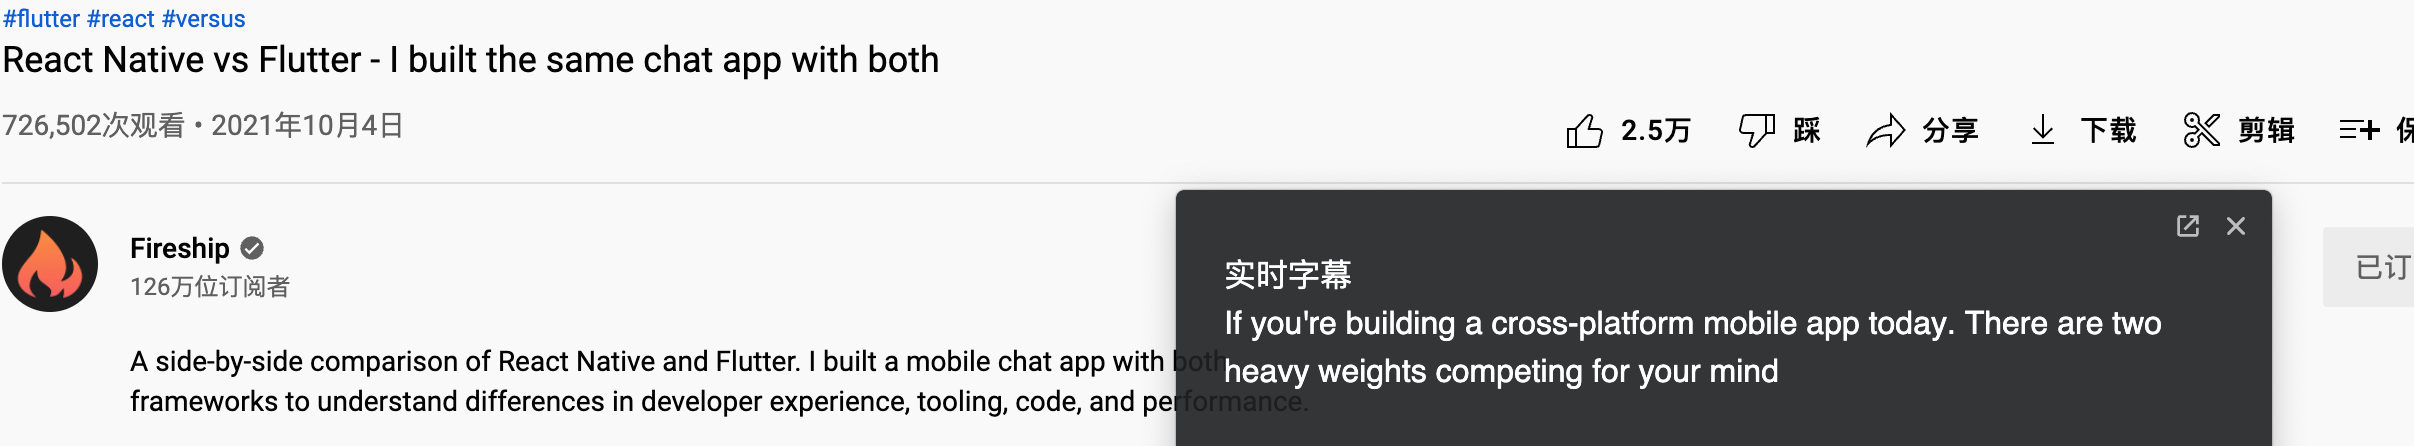 #flutter #react #versus
React Native vs Flutter - I built the same chat app with both
726,502次观看 • 2021年10月4日
2.5万 踩 分享 下载 剪辑
Fireship
126万位订阅者
已订
A side-by-side comparison of React Native and Flutter. I built a mobile chat app with both
frameworks to understand differences in developer experience, tooling, code, and performance.
实时字幕
If you're building a cross-platform mobile app today. There are two
heavy weights competing for your mind